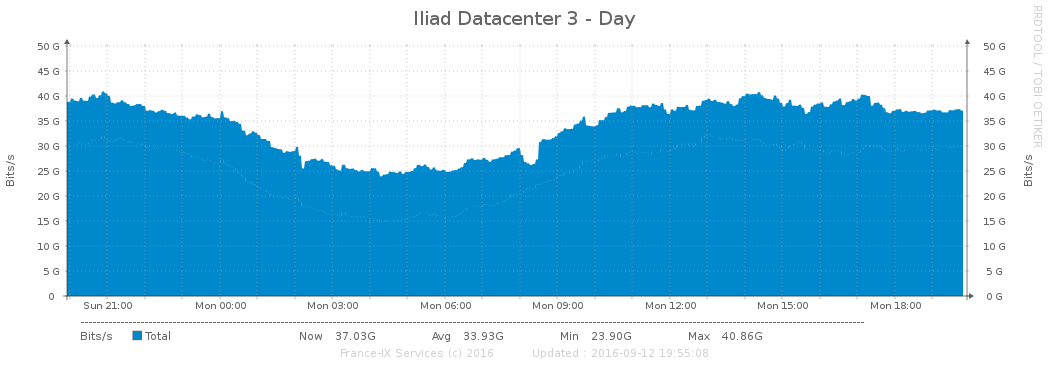 Iliad Datacenter 3 - Day
RRDTOOL / TOBI OETIKER
50 G 50 G
45 G 45 G
40 G 40 G
35 G 35 G
30 G 30 G
25 G 25 G
20 G 20 G
15 G 15 G
10 G 10 G
5 G 5 G
0 0 G
Bits/s Bits/s
Sun 21:00 Mon 00:00 Mon 03:00 Mon 06:00 Mon 09:00 Mon 12:00 Mon 15:00 Mon 18:00
Bits/s Total Now 37.03G Avg 33.93G Min 23.90G Max 40.86G
France-IX Services (c) 2016 Updated : 2016-09-12 19:55:08